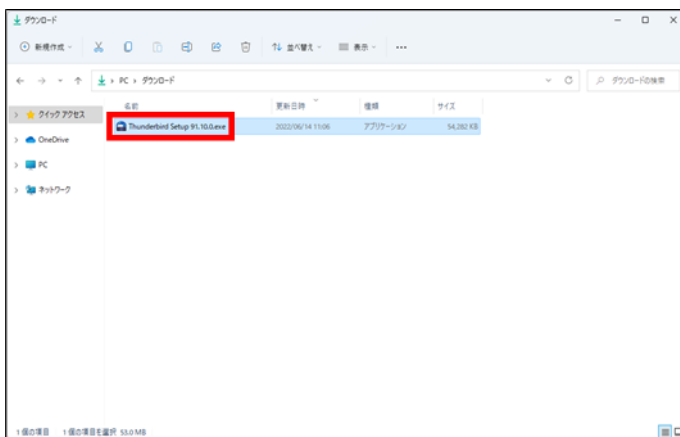 ダウンロード
新規作成
並べ替え
表示
PC › ダウンロード
ダウンロードの検索
名前 更新日時 種類 サイズ
クイック アクセス
Thunderbird Setup 91.10.0.exe 2022/06/14 11:06 アプリケーション 54,282 KB
OneDrive
PC
ネットワーク
1 個の項目 1 個の項目を選択 53.0 MB